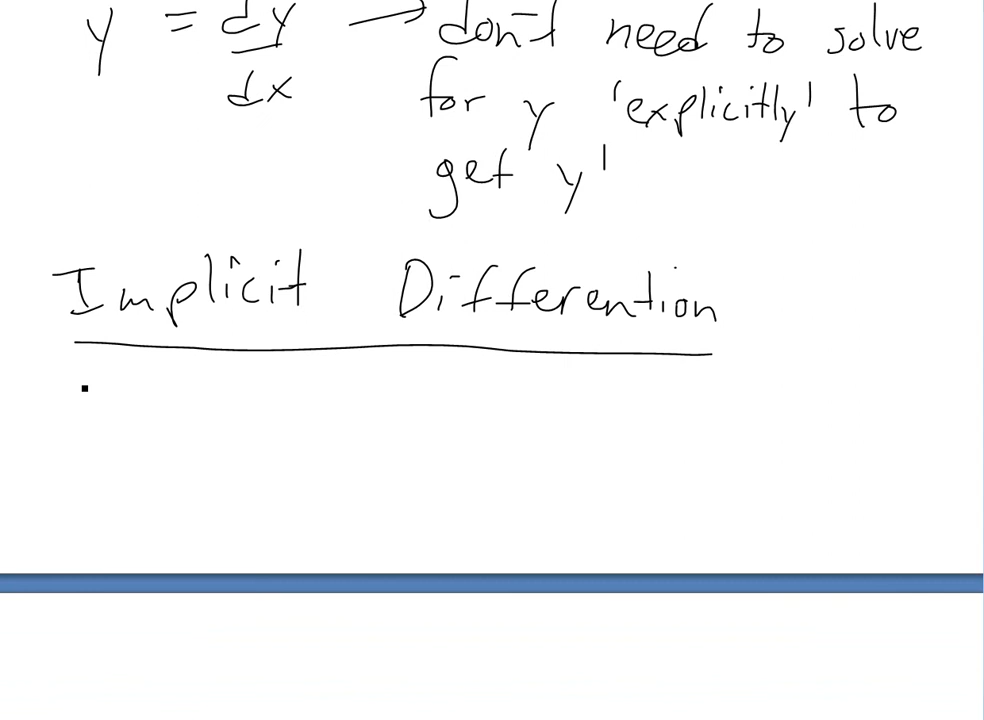 y = dy/dx → don't need to solve
for y 'explicitly' to
get y'
Implicit Differention